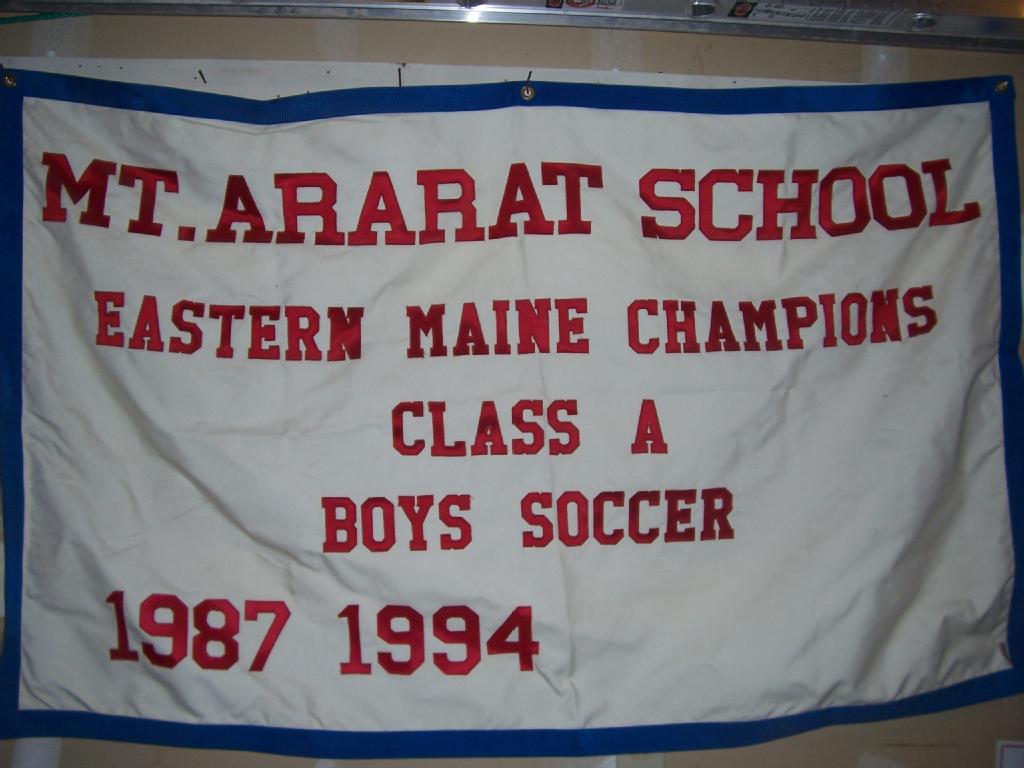 MT. ARARAT SCHOOL
EASTERN MAINE CHAMPIONS
CLASS A
BOYS SOCCER
1987 1994